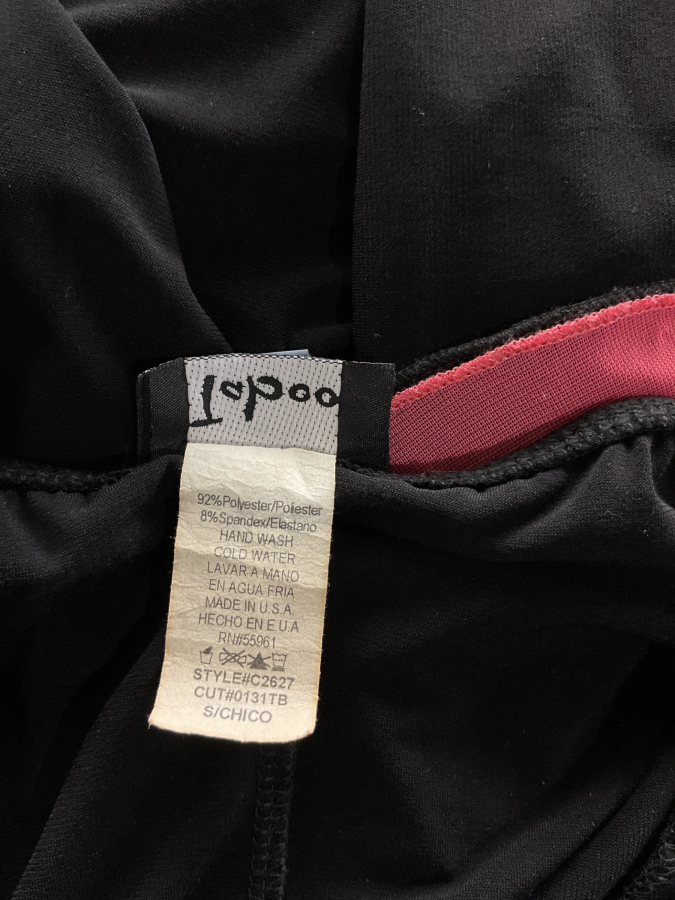 92%Polyester/Poliester
8%Spandex/Elastano
HAND WASH
COLD WATER
LAVAR A MANO
EN AGUA FRIA
MADE IN U.S.A.
HECHO EN E.U.A
RN#55961
STYLE#C2627
CUT#0131TB
S/CHICO